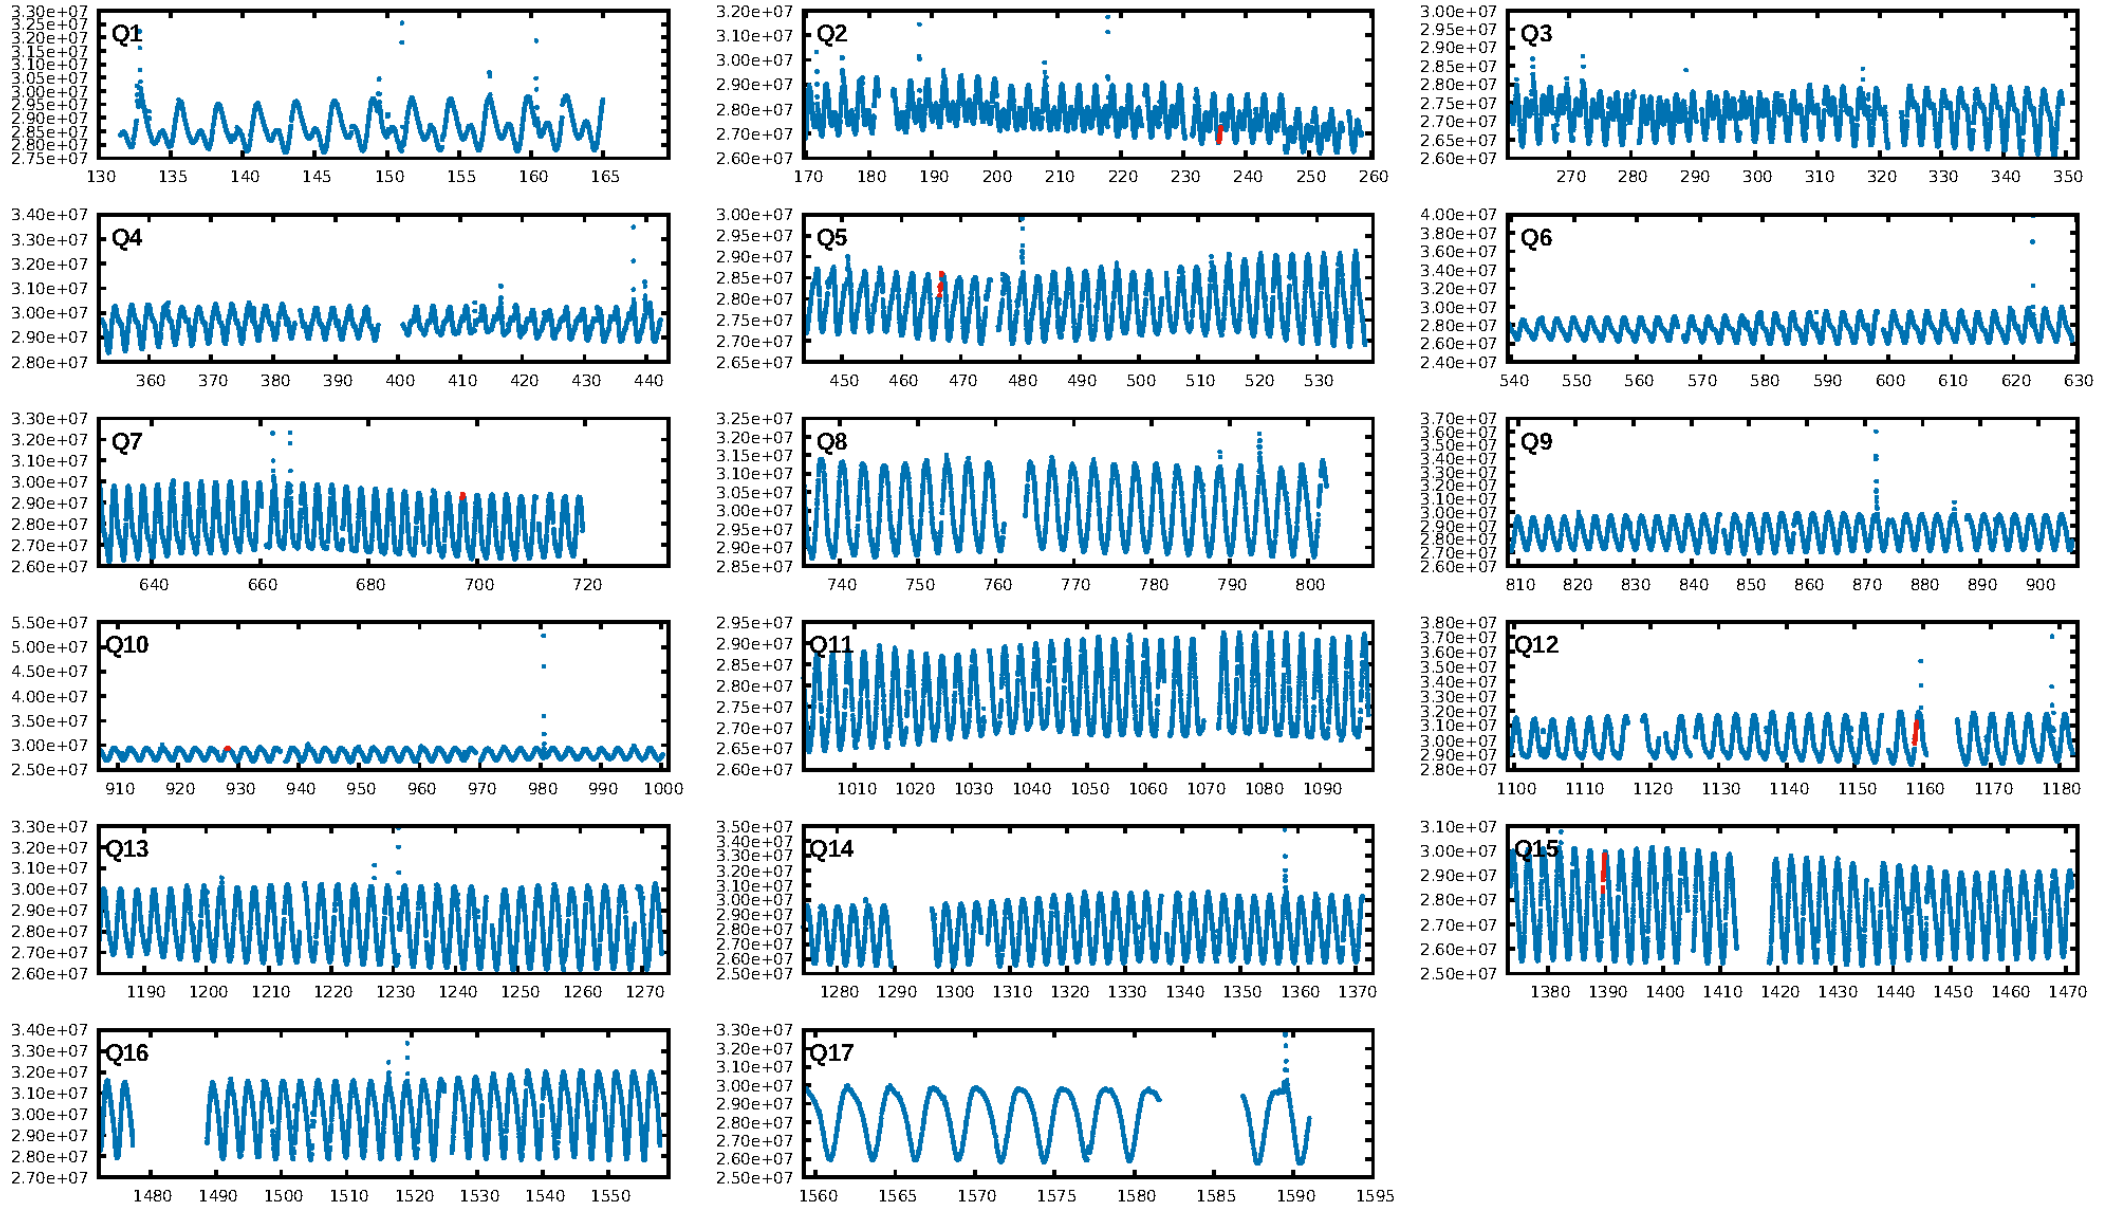 3.30e+07
3.25e+07
3.20e+07
3.15e+07
3.10e+07
3.05e+07
3.00e+07
2.95e+07
2.90e+07
2.85e+07
2.80e+07
2.75e+07
Q1
130 135 140 145 150 155 160 165
3.20e+07
3.10e+07
3.00e+07
2.90e+07
2.80e+07
2.70e+07
2.60e+07
Q2
170 180 190 200 210 220 230 240 250 260
3.00e+07
2.95e+07
2.90e+07
2.85e+07
2.80e+07
2.75e+07
2.70e+07
2.65e+07
2.60e+07
Q3
270 280 290 300 310 320 330 340 350
3.40e+07
3.30e+07
3.20e+07
3.10e+07
3.00e+07
2.90e+07
2.80e+07
Q4
360 370 380 390 400 410 420 430 440
3.00e+07
2.95e+07
2.90e+07
2.85e+07
2.80e+07
2.75e+07
2.70e+07
2.65e+07
Q5
450 460 470 480 490 500 510 520 530
4.00e+07
3.80e+07
3.60e+07
3.40e+07
3.20e+07
3.00e+07
2.80e+07
2.60e+07
2.40e+07
Q6
540 550 560 570 580 590 600 610 620 630
3.30e+07
3.20e+07
3.10e+07
3.00e+07
2.90e+07
2.80e+07
2.70e+07
2.60e+07
Q7
640 660 680 700 720
3.25e+07
3.20e+07
3.15e+07
3.10e+07
3.05e+07
3.00e+07
2.95e+07
2.90e+07
2.85e+07
Q8
740 750 760 770 780 790 800
3.70e+07
3.60e+07
3.50e+07
3.40e+07
3.30e+07
3.20e+07
3.10e+07
3.00e+07
2.90e+07
2.80e+07
2.70e+07
2.60e+07
Q9
810 820 830 840 850 860 870 880 890 900
5.50e+07
5.00e+07
4.50e+07
4.00e+07
3.50e+07
3.00e+07
2.50e+07
Q10
910 920 930 940 950 960 970 980 990 1000
2.95e+07
2.90e+07
2.85e+07
2.80e+07
2.75e+07
2.70e+07
2.65e+07
2.60e+07
Q11
1010 1020 1030 1040 1050 1060 1070 1080 1090
3.80e+07
3.70e+07
3.60e+07
3.50e+07
3.40e+07
3.30e+07
3.20e+07
3.10e+07
3.00e+07
2.90e+07
2.80e+07
Q12
1100 1110 1120 1130 1140 1150 1160 1170 1180
3.30e+07
3.20e+07
3.10e+07
3.00e+07
2.90e+07
2.80e+07
2.70e+07
2.60e+07
Q13
1190 1200 1210 1220 1230 1240 1250 1260 1270
3.50e+07
3.40e+07
3.30e+07
3.20e+07
3.10e+07
3.00e+07
2.90e+07
2.80e+07
2.70e+07
2.60e+07
2.50e+07
Q14
1280 1290 1300 1310 1320 1330 1340 1350 1360 1370
3.10e+07
3.00e+07
2.90e+07
2.80e+07
2.70e+07
2.60e+07
2.50e+07
Q15
1380 1390 1400 1410 1420 1430 1440 1450 1460 1470
3.40e+07
3.30e+07
3.20e+07
3.10e+07
3.00e+07
2.90e+07
2.80e+07
2.70e+07
Q16
1480 1490 1500 1510 1520 1530 1540 1550
3.30e+07
3.20e+07
3.10e+07
3.00e+07
2.90e+07
2.80e+07
2.70e+07
2.60e+07
2.50e+07
Q17
1560 1565 1570 1575 1580 1585 1590 1595